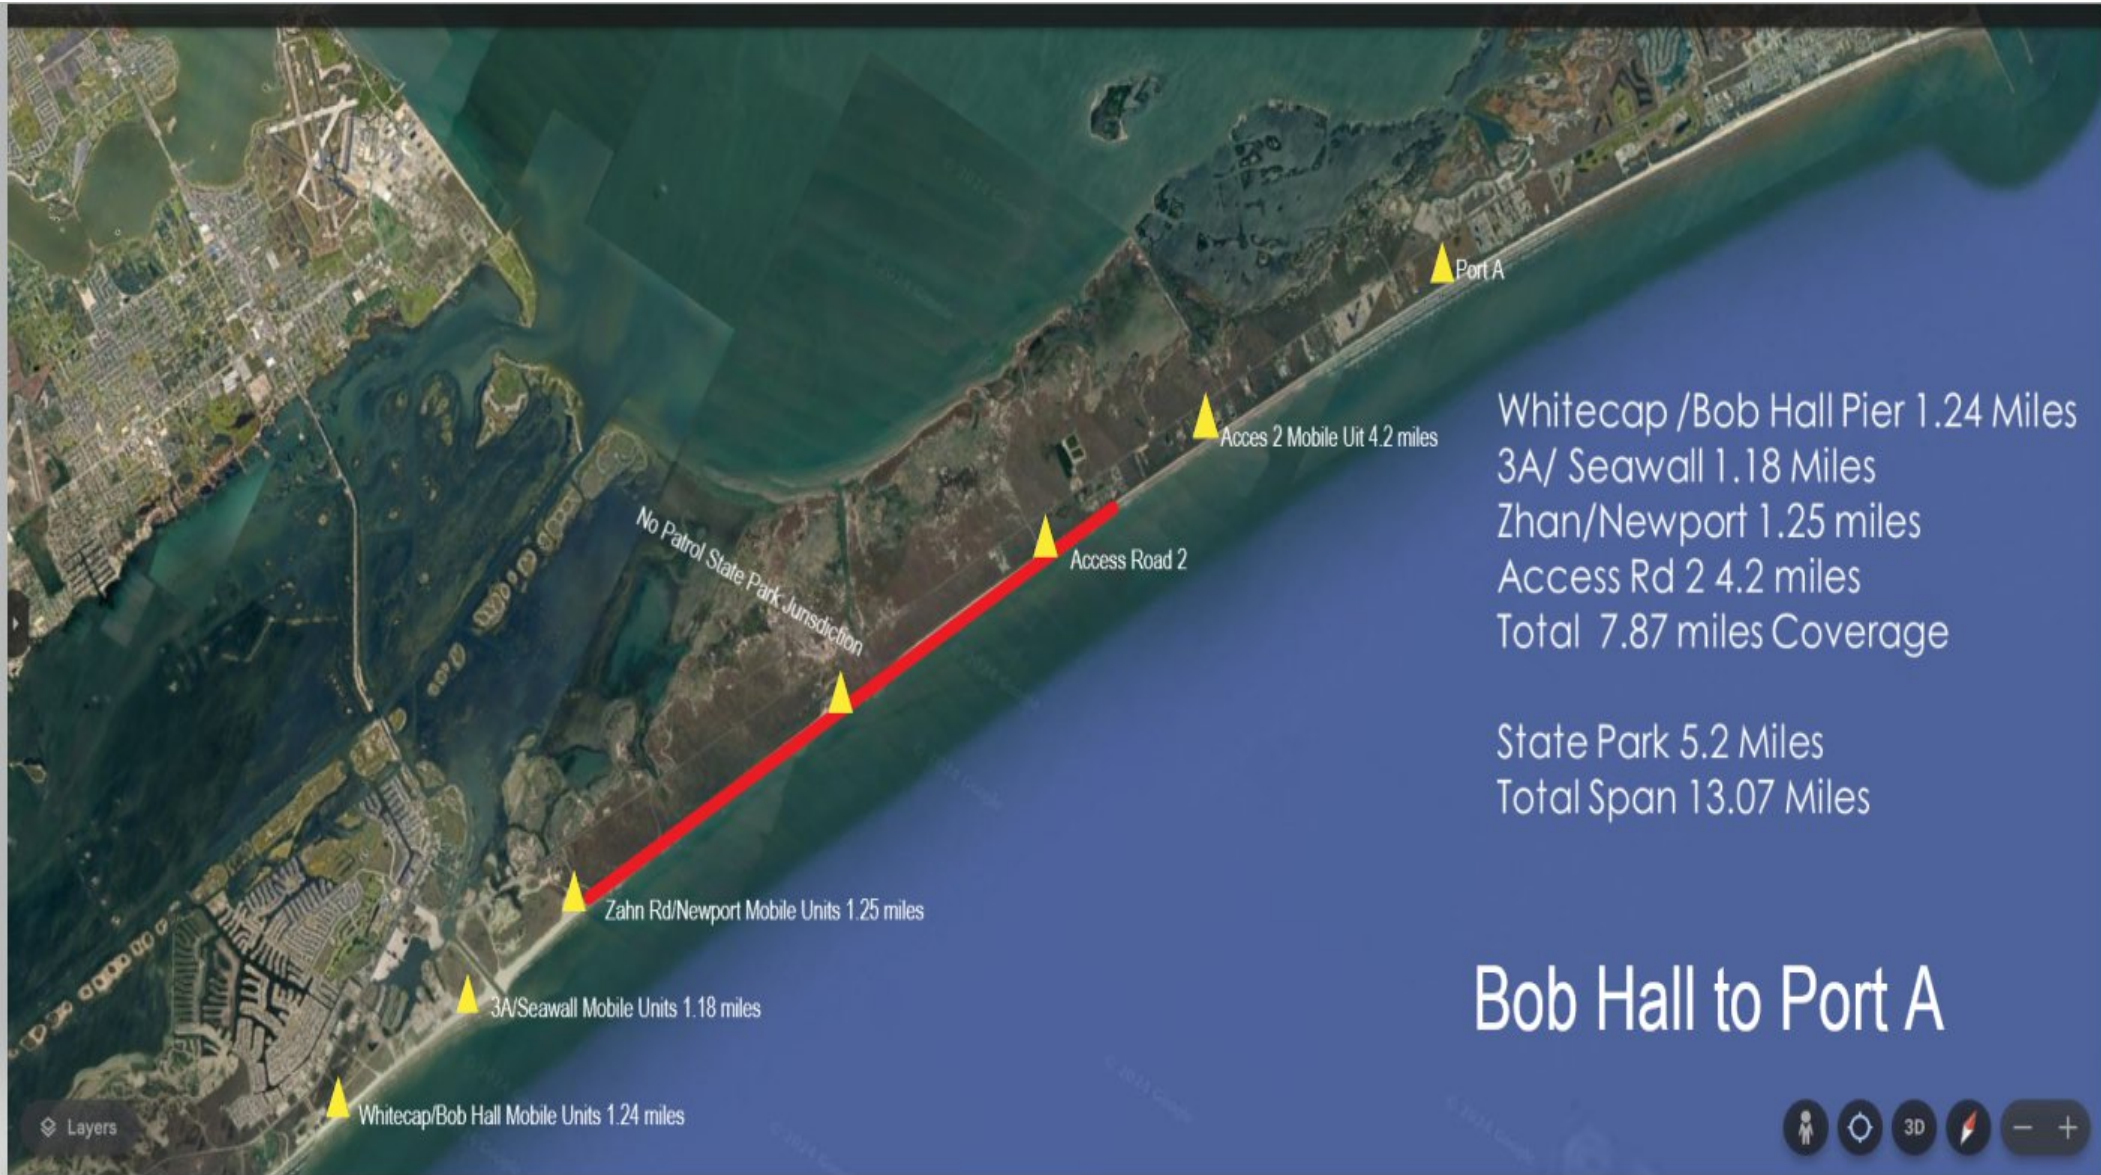 Port A
Acces 2 Mobile Uit 4.2 miles
Access Road 2
No Patrol State Park Junsdiction
Zahn Rd/Newport Mobile Units 1.25 miles
3A/Seawall Mobile Units 1.18 miles
Whitecap/Bob Hall Mobile Units 1.24 miles
Whitecap /Bob Hall Pier 1.24 Miles
3A/ Seawall 1.18 Miles
Zhan/Newport 1.25 miles
Access Rd 2 4.2 miles
Total 7.87 miles Coverage
State Park 5.2 Miles
Total Span 13.07 Miles
Bob Hall to Port A
Layers
3D